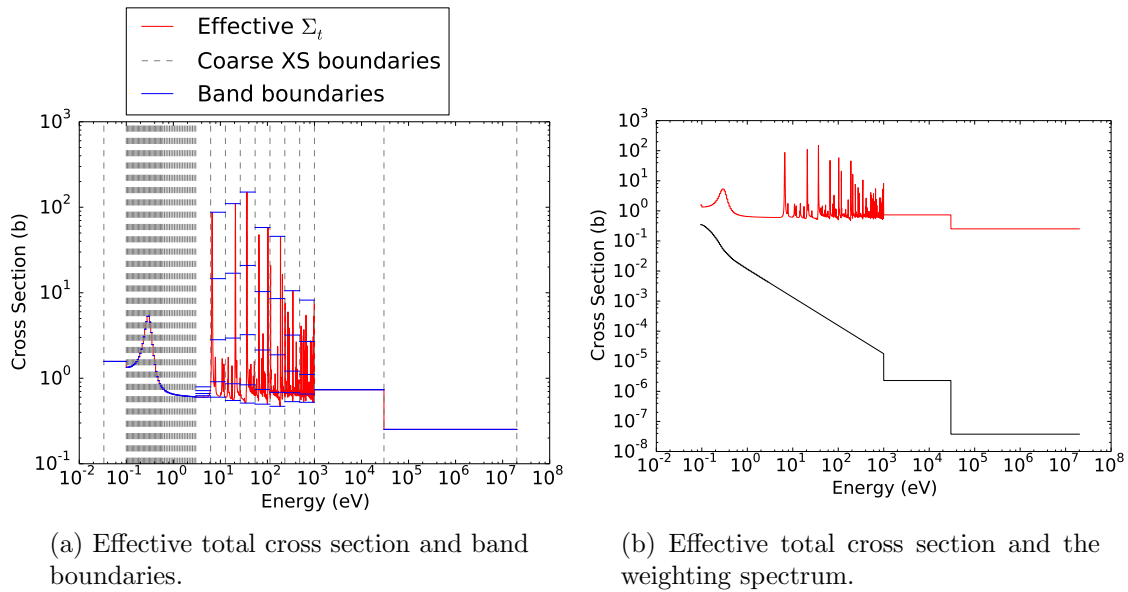 Effective Σt
Coarse XS boundaries
Band boundaries
10^3
10^2
10^1
10^0
10^-1
Cross Section (b)
10^-2 10^-1 10^0 10^1 10^2 10^3 10^4 10^5 10^6 10^7 10^8
Energy (eV)
(a) Effective total cross section and band
boundaries.
10^3
10^2
10^1
10^0
10^-1
10^-2
10^-3
10^-4
10^-5
10^-6
10^-7
10^-8
Cross Section (b)
10^-2 10^-1 10^0 10^1 10^2 10^3 10^4 10^5 10^6 10^7 10^8
Energy (eV)
(b) Effective total cross section and the
weighting spectrum.